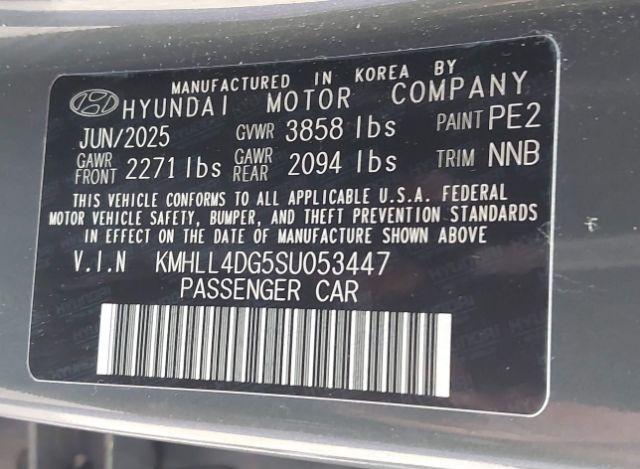 MANUFACTURED IN KOREA BY
HYUNDAI MOTOR COMPANY
JUN/2025 GVWR 3858 lbs PAINT PE2
GAWR FRONT 2271 lbs GAWR REAR 2094 lbs TRIM NNB
THIS VEHICLE CONFORMS TO ALL APPLICABLE U.S.A. FEDERAL
MOTOR VEHICLE SAFETY, BUMPER, AND THEFT PREVENTION STANDARDS
IN EFFECT ON THE DATE OF MANUFACTURE SHOWN ABOVE
V.I.N KMHLL4DG5SU053447
PASSENGER CAR